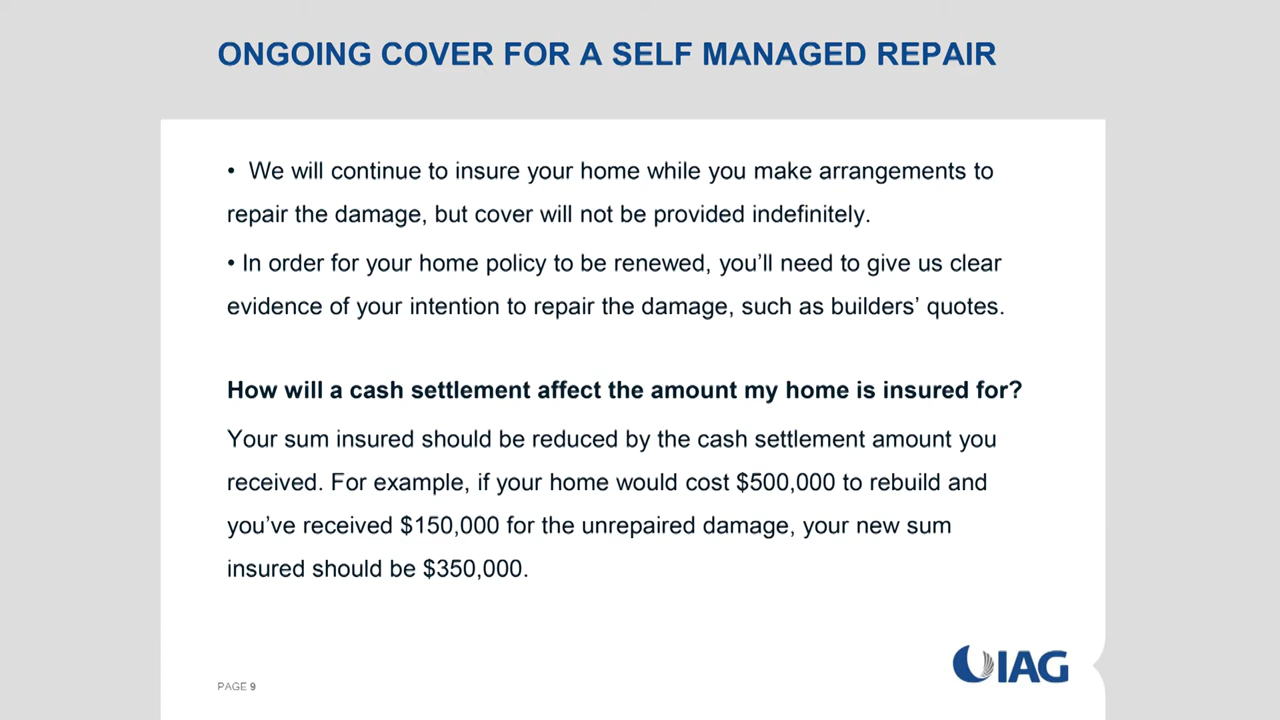 ONGOING COVER FOR A SELF MANAGED REPAIR
• We will continue to insure your home while you make arrangements to
repair the damage, but cover will not be provided indefinitely.
• In order for your home policy to be renewed, you’ll need to give us clear
evidence of your intention to repair the damage, such as builders’ quotes.
How will a cash settlement affect the amount my home is insured for?
Your sum insured should be reduced by the cash settlement amount you
received. For example, if your home would cost $500,000 to rebuild and
you’ve received $150,000 for the unrepaired damage, your new sum
insured should be $350,000.
IAG
PAGE 9